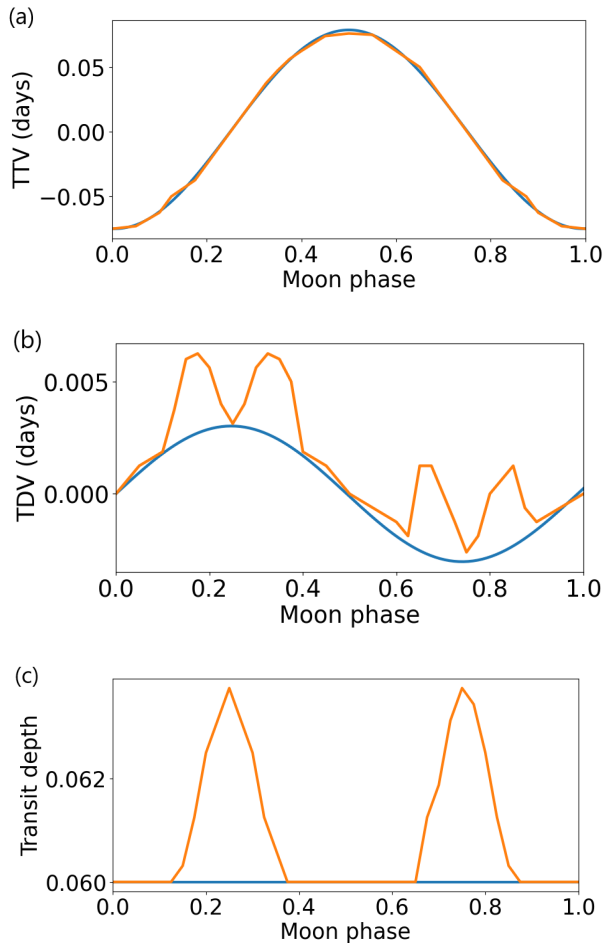 (a)
0.05
0.00
−0.05
TTV (days)
0.0 0.2 0.4 0.6 0.8 1.0
Moon phase
(b)
0.005
0.000
TDV (days)
0.0 0.2 0.4 0.6 0.8 1.0
Moon phase
(c)
0.062
0.060
Transit depth
0.0 0.2 0.4 0.6 0.8 1.0
Moon phase